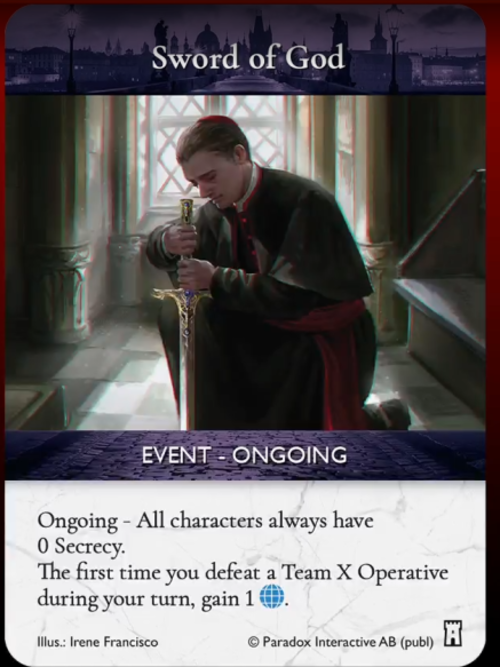 Sword of God
EVENT - ONGOING
Ongoing - All characters always have
0 Secrecy.
The first time you defeat a Team X Operative
during your turn, gain 1 .
Illus.: Irene Francisco © Paradox Interactive AB (publ)